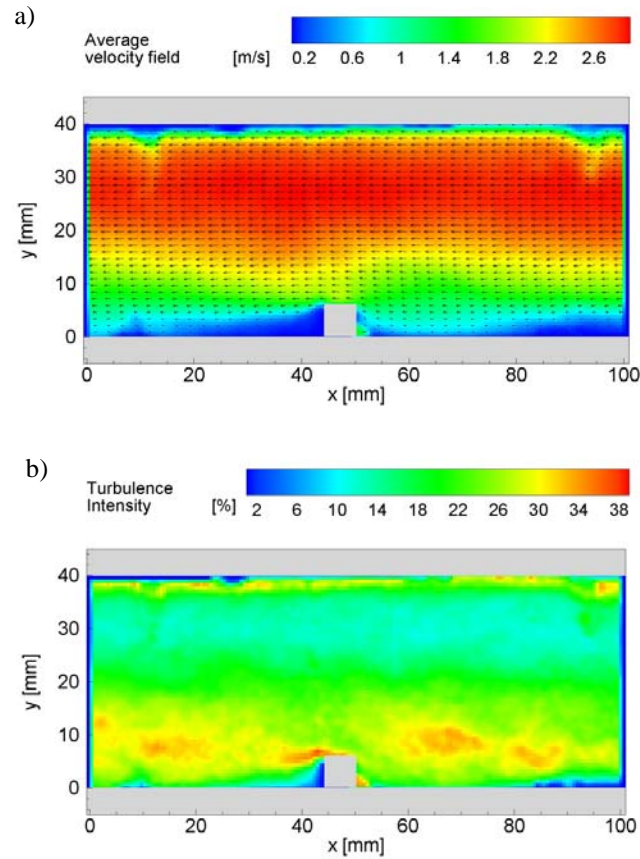 a)
Average
velocity field [m/s] 0.2 0.6 1 1.4 1.8 2.2 2.6
40
30
20
10
0
y [mm]
0 20 40 60 80 100
x [mm]
b)
Turbulence
Intensity [%] 2 6 10 14 18 22 26 30 34 38
40
30
20
10
0
y [mm]
0 20 40 60 80 100
x [mm]